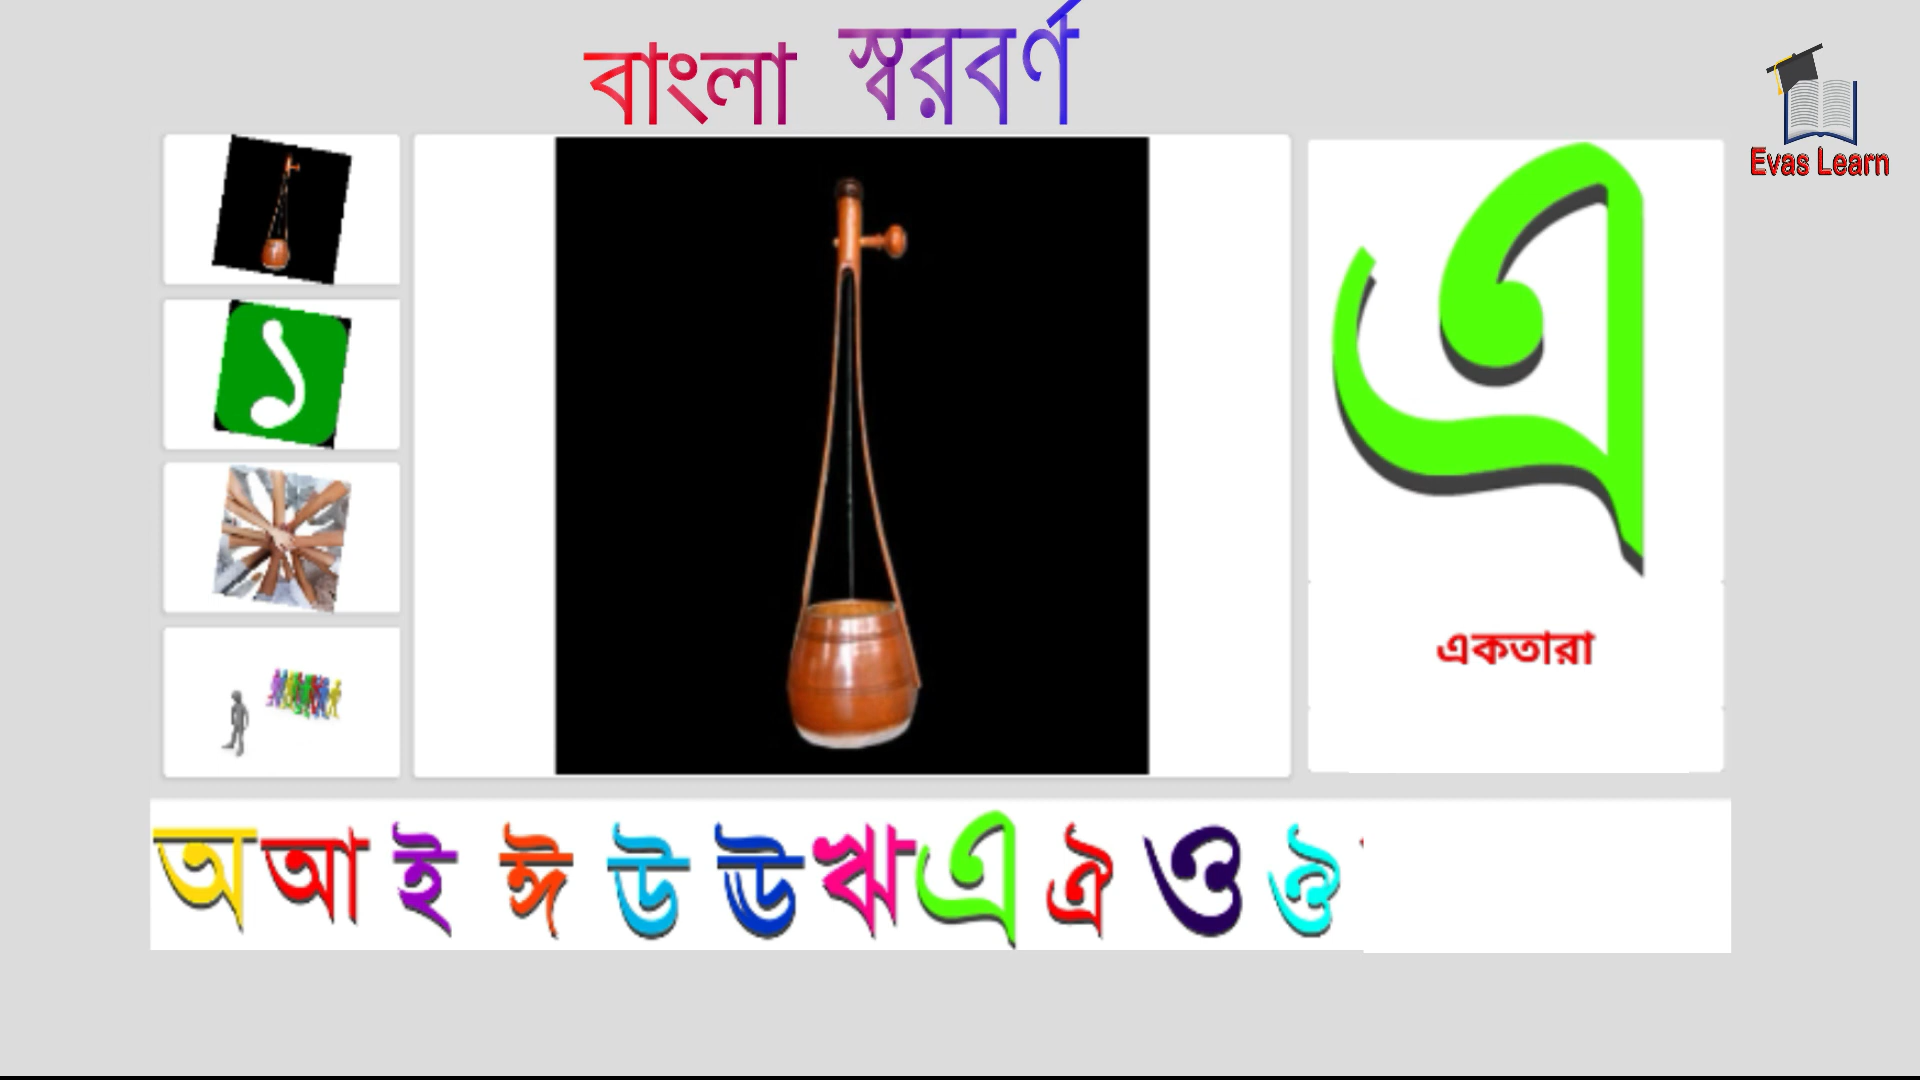 বাংলা স্বরবর্ণ
Evas Learn
১
এ
একতারা
অ আ ই ঈ উ ঊ ঋ এ ঐ ও ঔ